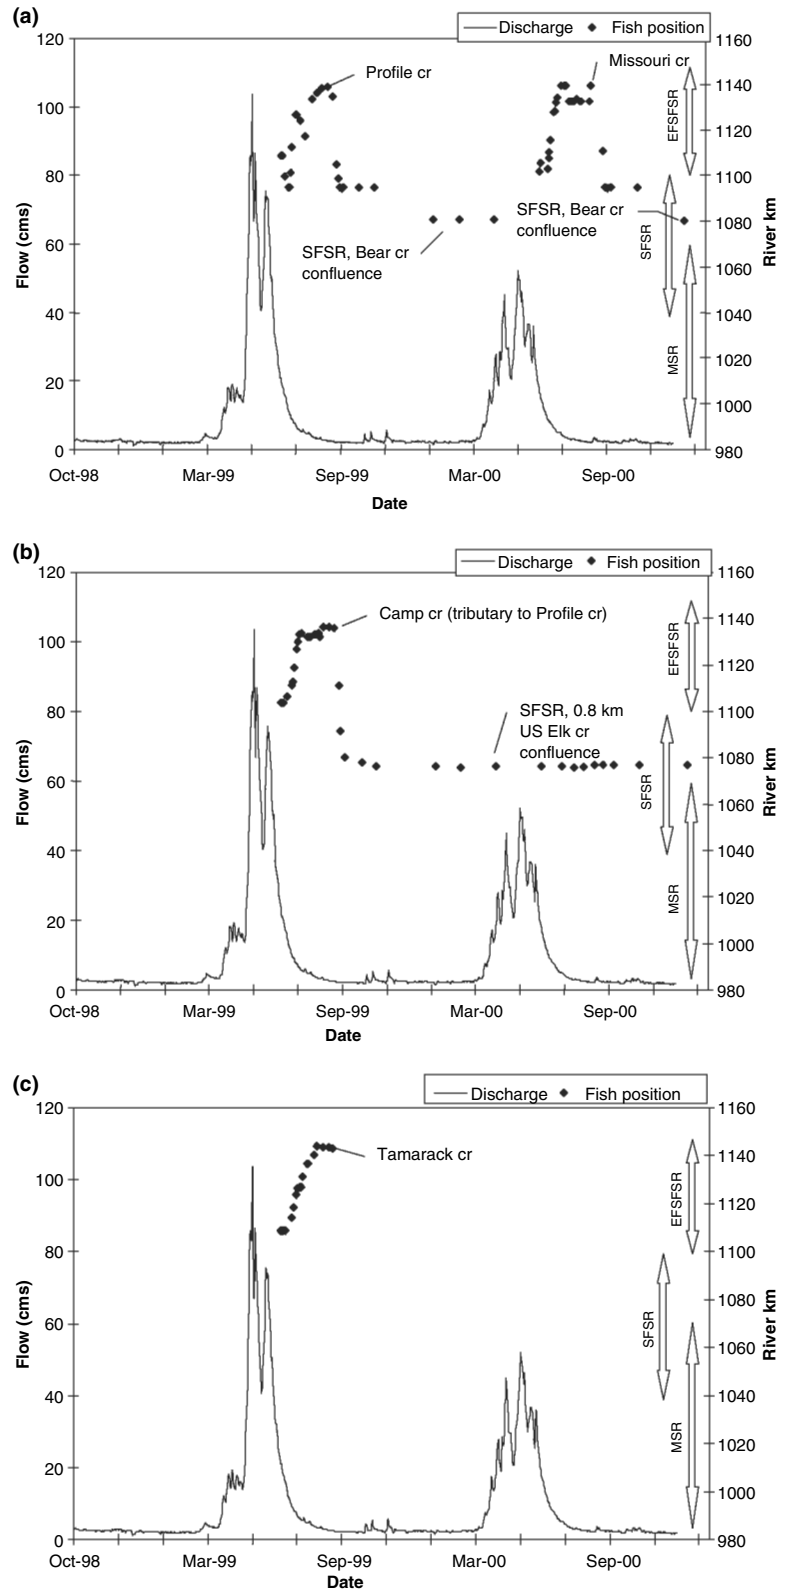 (a)
Discharge Fish position
120
100
80
60
40
20
0
Flow (cms)
1160
1140
1120
1100
1080
1060
1040
1020
1000
980
River km
Profile cr
Missouri cr
SFSR, Bear cr
confluence
SFSR, Bear cr
confluence
EFSFSR
SFSR
MSR
Oct-98 Mar-99 Sep-99 Mar-00 Sep-00
Date
(b)
Discharge Fish position
120
100
80
60
40
20
0
Flow (cms)
1160
1140
1120
1100
1080
1060
1040
1020
1000
980
River km
Camp cr (tributary to Profile cr)
SFSR, 0.8 km
US Elk cr
confluence
EFSFSR
SFSR
MSR
Oct-98 Mar-99 Sep-99 Mar-00 Sep-00
Date
(c)
Discharge Fish position
120
100
80
60
40
20
0
Flow (cms)
1160
1140
1120
1100
1080
1060
1040
1020
1000
980
River km
Tamarack cr
EFSFSR
SFSR
MSR
Oct-98 Mar-99 Sep-99 Mar-00 Sep-00
Date